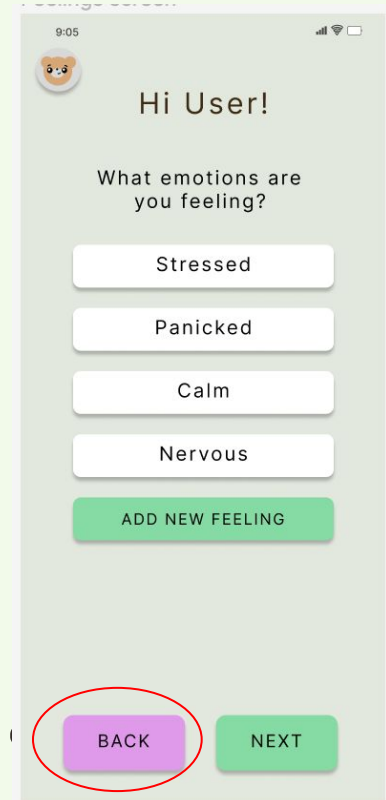 9:05
Hi User!
What emotions are
you feeling?
Stressed
Panicked
Calm
Nervous
ADD NEW FEELING
BACK NEXT